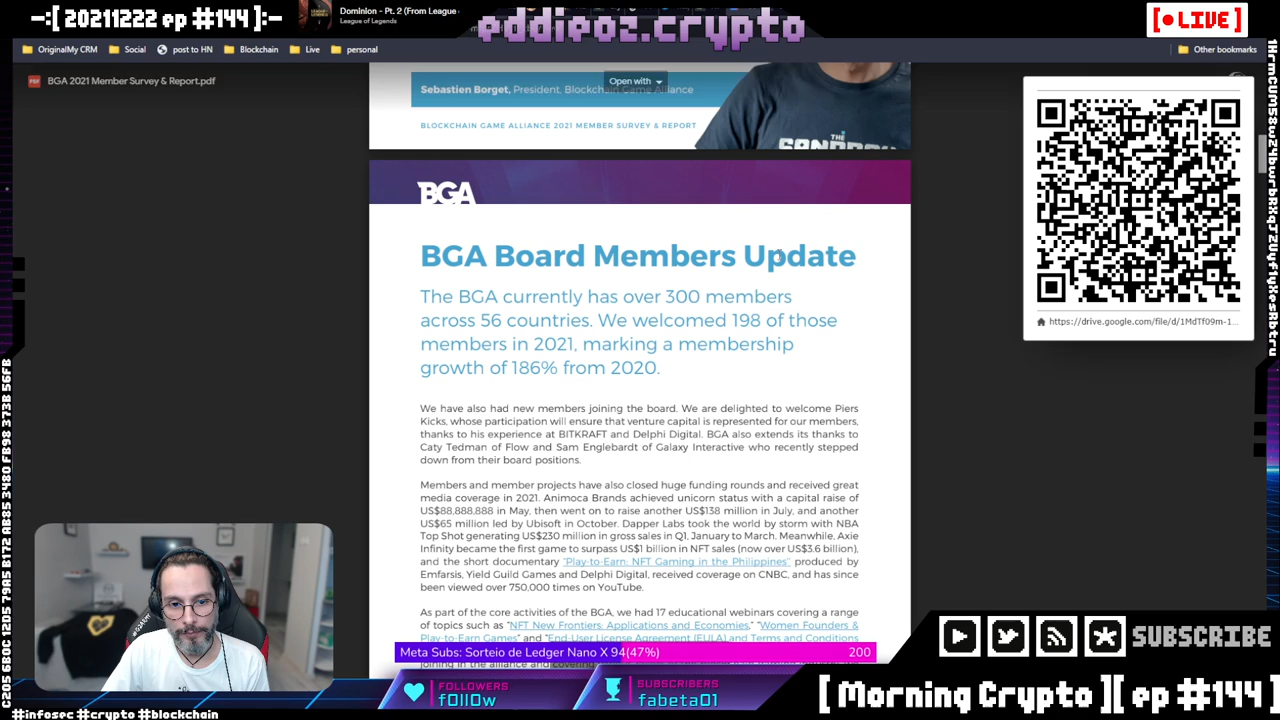 -:[ 20211222 ep #144 ]:-
Dominion - Pt. 2 (From League
League of Legends
eddieoz.crypto
[ LIVE ]
OriginalMy CRM
Social
post to HN
Blockchain
Live
personal
Other bookmarks
PDF
BGA 2021 Member Survey & Report.pdf
Open with
Sebastien Borget, President, Blockchain Game Alliance
BLOCKCHAIN GAME ALLIANCE 2021 MEMBER SURVEY & REPORT
THE
SANDBOX
BGA
BGA Board Members Update
The BGA currently has over 300 members
across 56 countries. We welcomed 198 of those
members in 2021, marking a membership
growth of 186% from 2020.
We have also had new members joining the board. We are delighted to welcome Piers
Kicks, whose participation will ensure that venture capital is represented for our members,
thanks to his experience at BITKRAFT and Delphi Digital. BGA also extends its thanks to
Caty Tedman of Flow and Sam Englebardt of Galaxy Interactive who recently stepped
down from their board positions.
Members and member projects have also closed huge funding rounds and received great
media coverage in 2021. Animoca Brands achieved unicorn status with a capital raise of
US$88,888,888 in May, then went on to raise another US$138 million in July, and another
US$65 million led by Ubisoft in October. Dapper Labs took the world by storm with NBA
Top Shot generating US$230 million in gross sales in Q1, January to March. Meanwhile, Axie
Infinity became the first game to surpass US$1 billion in NFT sales (now over US$3.6 billion),
and the short documentary "Play-to-Earn: NFT Gaming in the Philippines" produced by
Emfarsis, Yield Guild Games and Delphi Digital, received coverage on CNBC, and has since
been viewed over 750,000 times on YouTube.
As part of the core activities of the BGA, we had 17 educational webinars covering a range
of topics such as "NFT New Frontiers: Applications and Economies," "Women Founders &
Play-to-Earn Games" and "End-User License Agreement (EULA) and Terms and Conditions
joining in the alliance and covering
https://drive.google.com/file/d/1MdTf09m-1...
Meta Subs: Sorteio de Ledger Nano X 94(47%)
200
FOLLOWERS
f0ll0w
SUBSCRIBERS
fabeta01
SUBSCRIBE
[ Morning Crypto ][ ep #144 ]
#infosec #crypto #blockchain